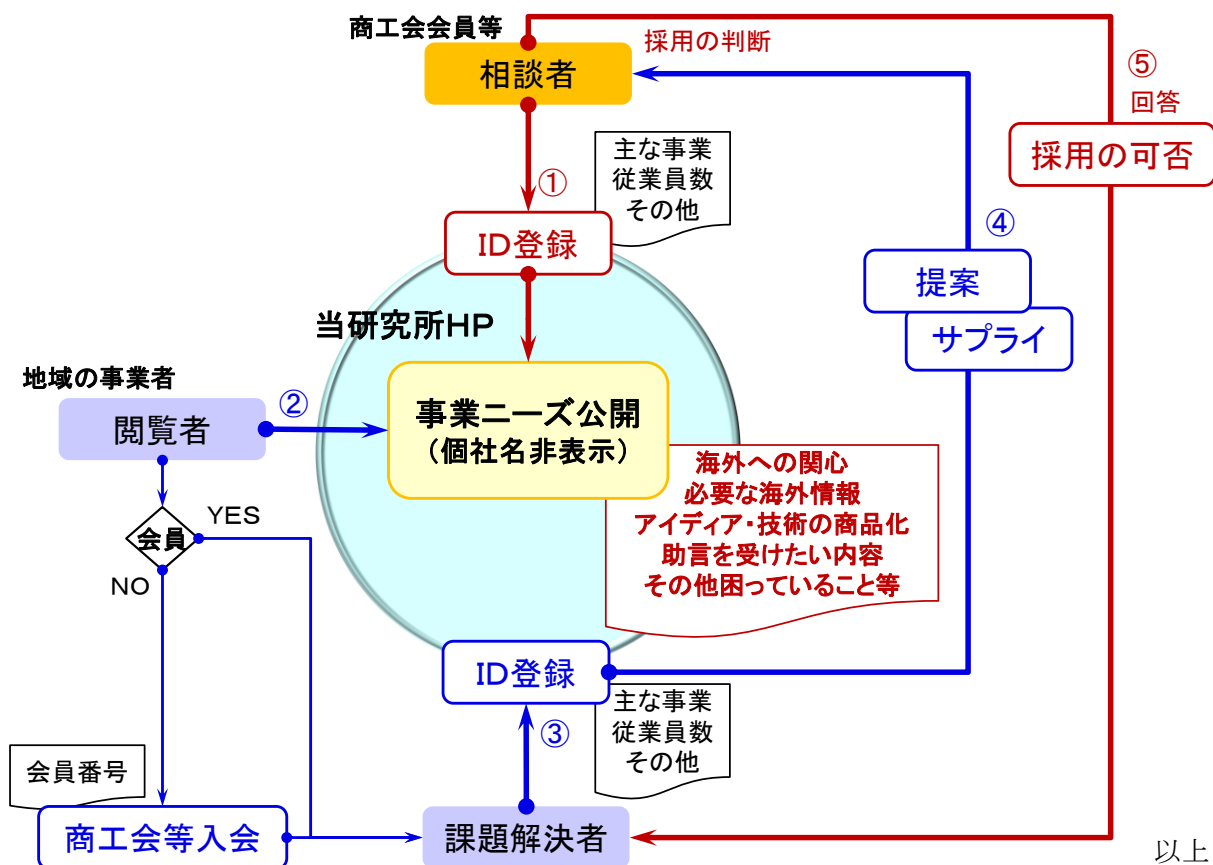 商工会会員等
相談者
採用の判断
⑤
回答
採用の可否
主な事業
従業員数
その他
①
ID登録
④
提案
サプライ
当研究所HP
地域の事業者
閲覧者
②
事業ニーズ公開
(個社名非表示)
海外への関心
必要な海外情報
アイディア・技術の商品化
助言を受けたい内容
その他困っていること等
会員
YES
NO
ID登録
主な事業
従業員数
その他
③
会員番号
商工会等入会
課題解決者
以上